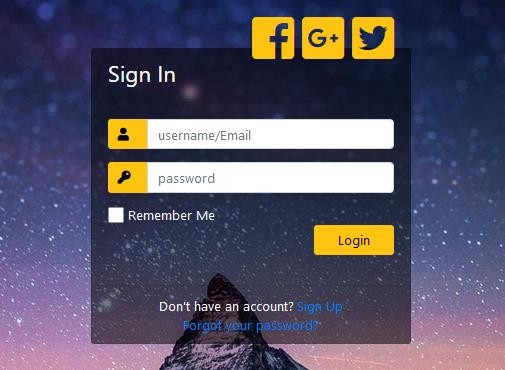 G+
Sign In
username/Email
password
Remember Me
Login
Don't have an account? Sign Up
Forgot your password?